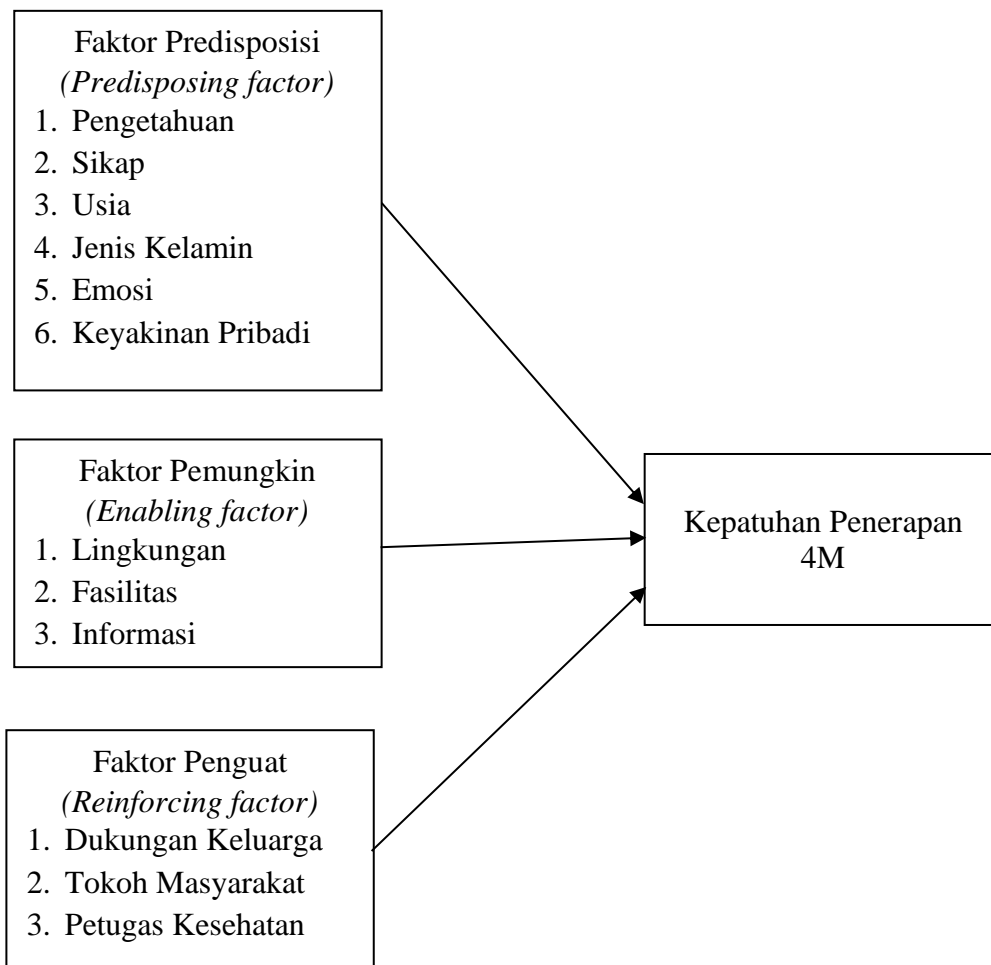 Faktor Predisposisi
(Predisposing factor)
1. Pengetahuan
2. Sikap
3. Usia
4. Jenis Kelamin
5. Emosi
6. Keyakinan Pribadi
Faktor Pemungkin
(Enabling factor)
1. Lingkungan
2. Fasilitas
3. Informasi
Kepatuhan Penerapan
4M
Faktor Penguat
(Reinforcing factor)
1. Dukungan Keluarga
2. Tokoh Masyarakat
3. Petugas Kesehatan